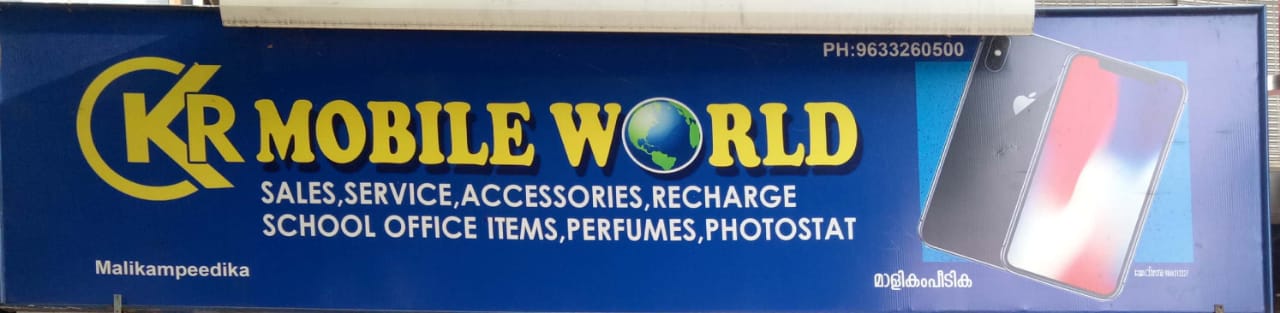 PH:9633260500
CKR MOBILE WORLD
SALES,SERVICE,ACCESSORIES,RECHARGE
SCHOOL OFFICE ITEMS,PERFUMES,PHOTOSTAT
Malikampeedika
മാളികംപീടിക